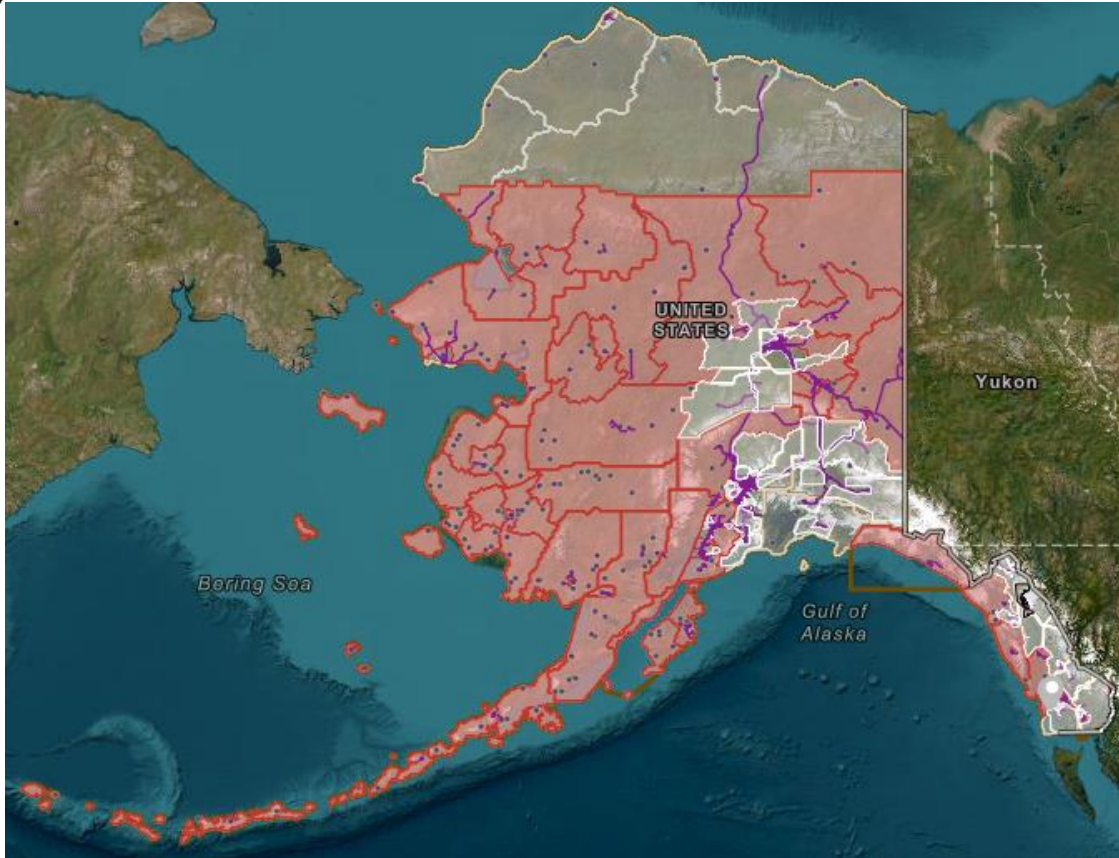 UNITED
STATES
Yukon
Bering Sea
Gulf of
Alaska